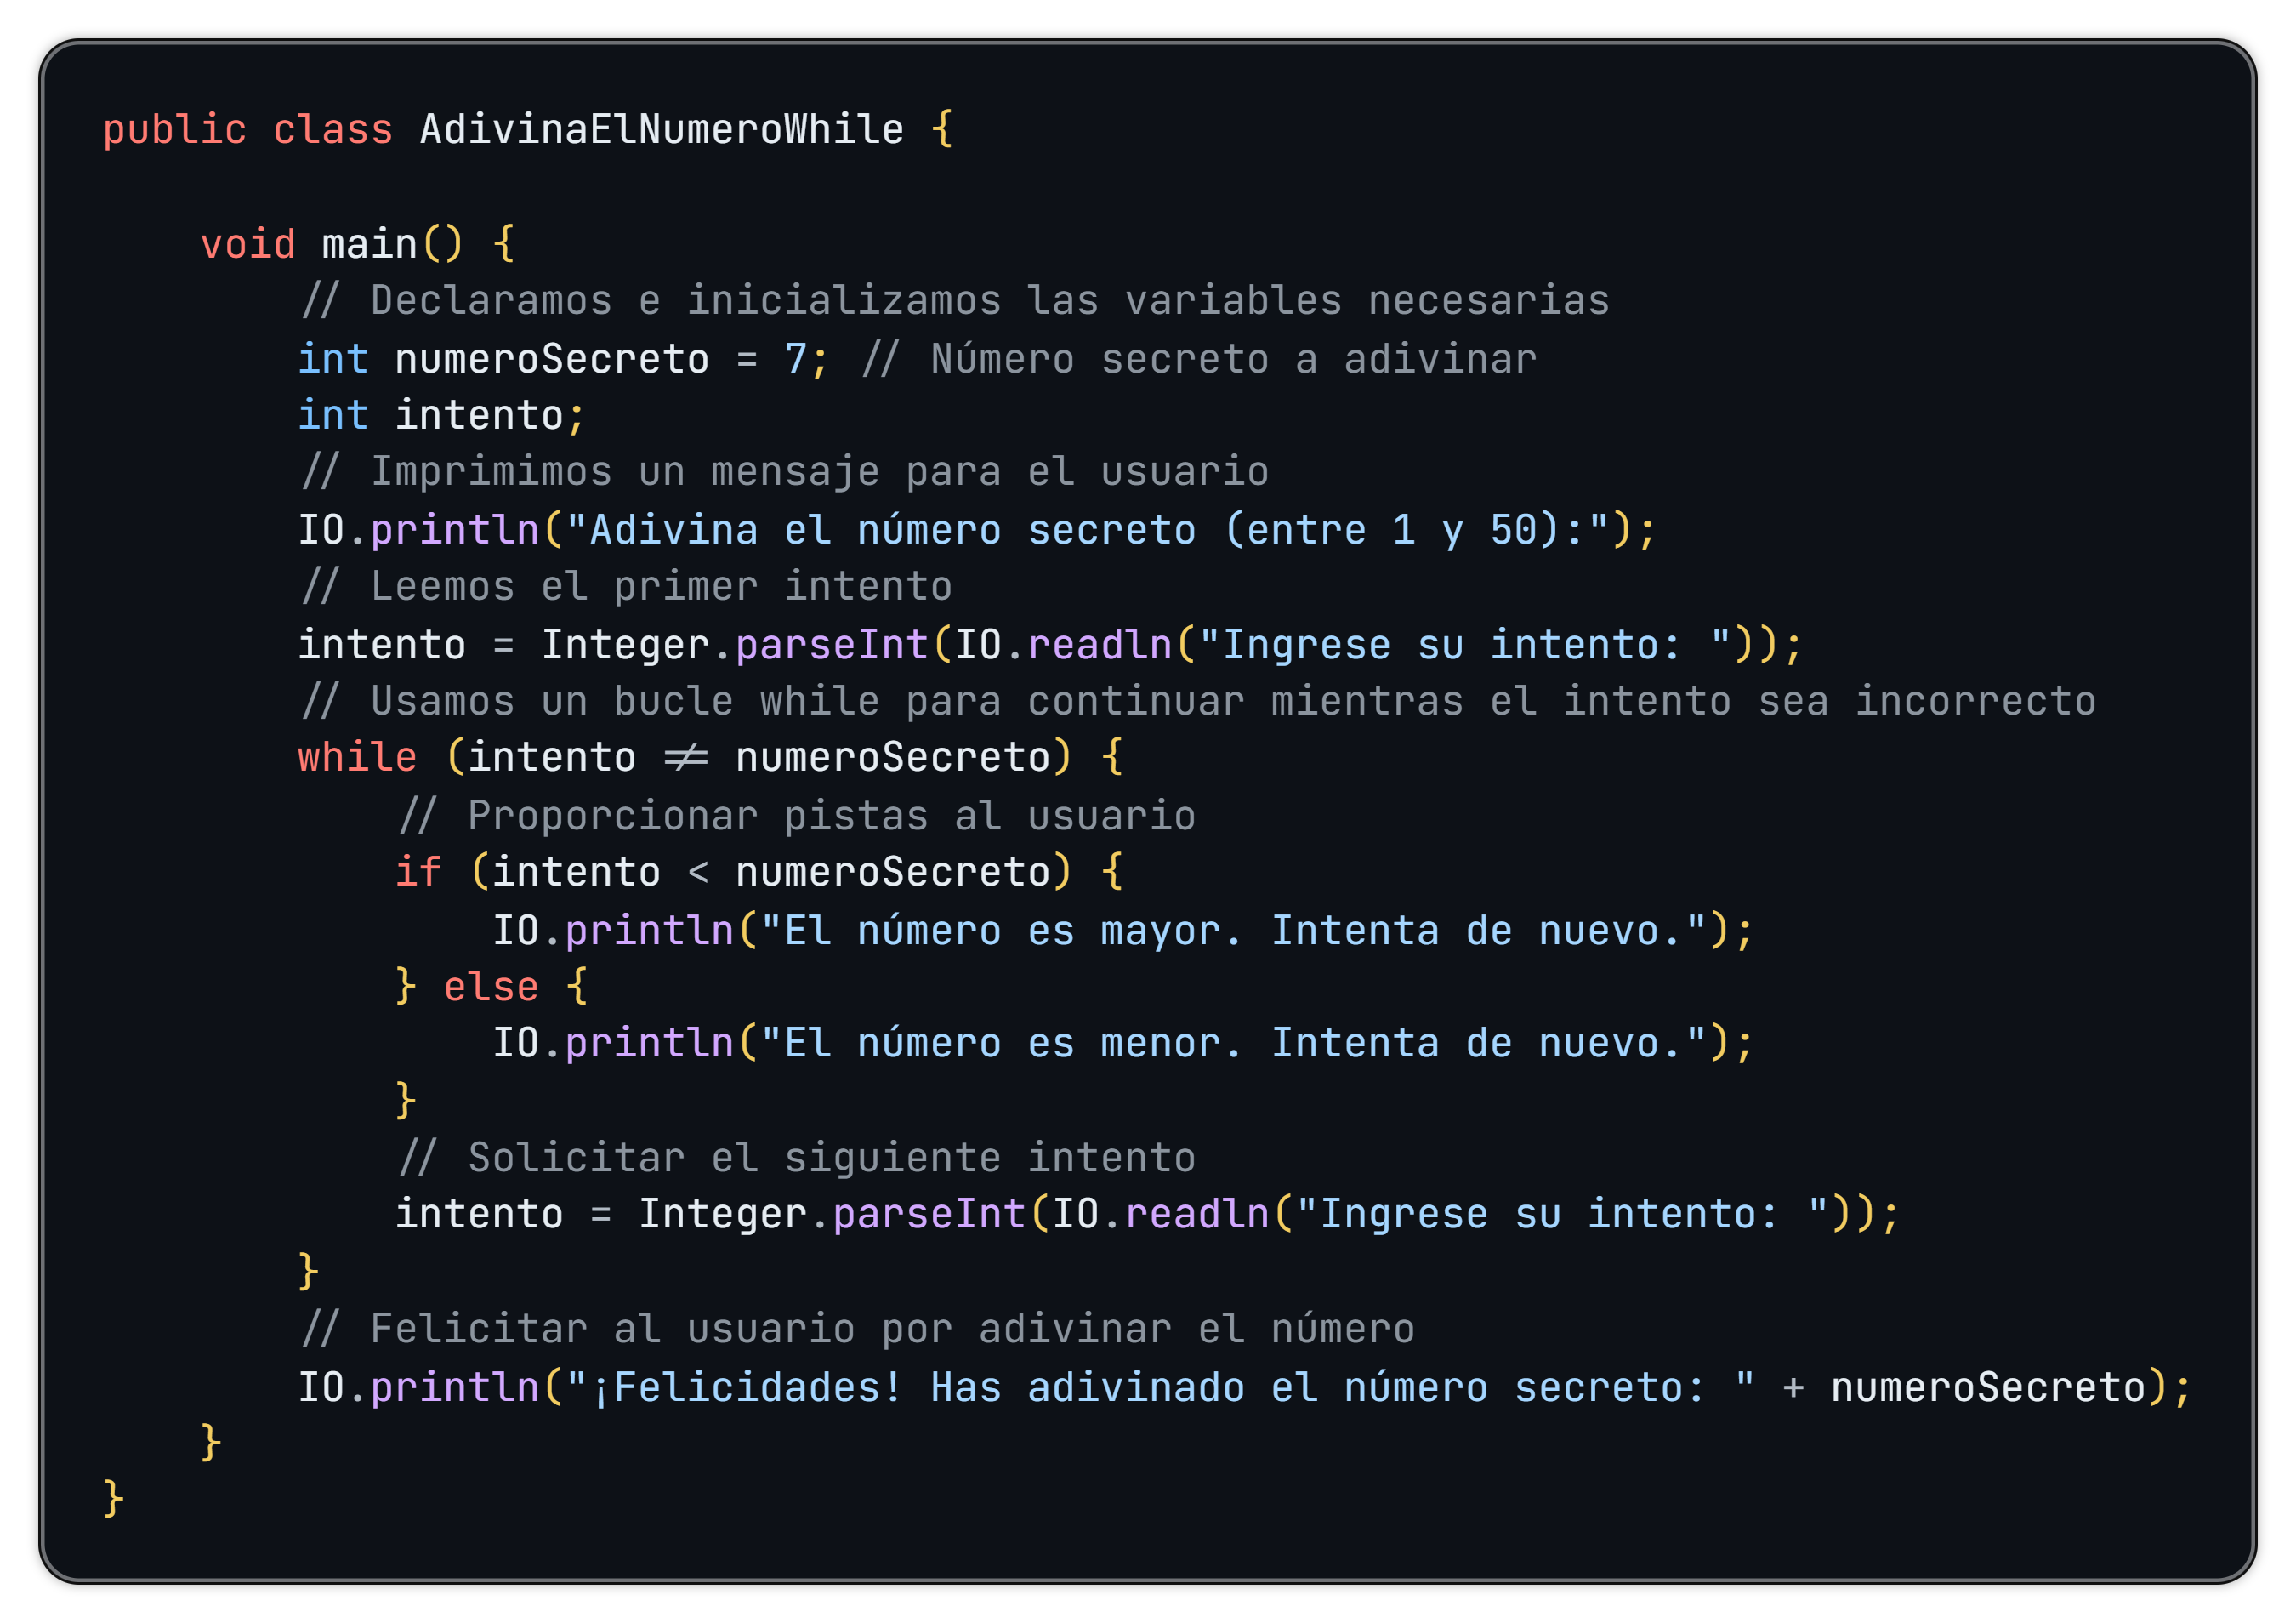 public class AdivinaElNumeroWhile {
void main() {
// Declaramos e inicializamos las variables necesarias
int numeroSecreto = 7; // Número secreto a adivinar
int intento;
// Imprimimos un mensaje para el usuario
IO.println("Adivina el número secreto (entre 1 y 50):");
// Leemos el primer intento
intento = Integer.parseInt(IO.readln("Ingrese su intento: "));
// Usamos un bucle while para continuar mientras el intento sea incorrecto
while (intento != numeroSecreto) {
// Proporcionar pistas al usuario
if (intento < numeroSecreto) {
IO.println("El número es mayor. Intenta de nuevo.");
} else {
IO.println("El número es menor. Intenta de nuevo.");
}
// Solicitar el siguiente intento
intento = Integer.parseInt(IO.readln("Ingrese su intento: "));
}
// Felicitar al usuario por adivinar el número
IO.println("¡Felicidades! Has adivinado el número secreto: " + numeroSecreto);
}
}